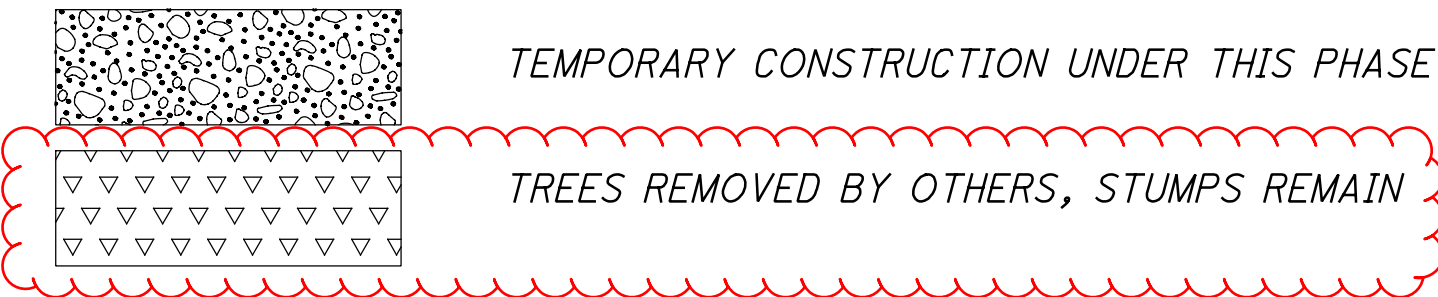 TEMPORARY CONSTRUCTION UNDER THIS PHASE
TREES REMOVED BY OTHERS, STUMPS REMAIN